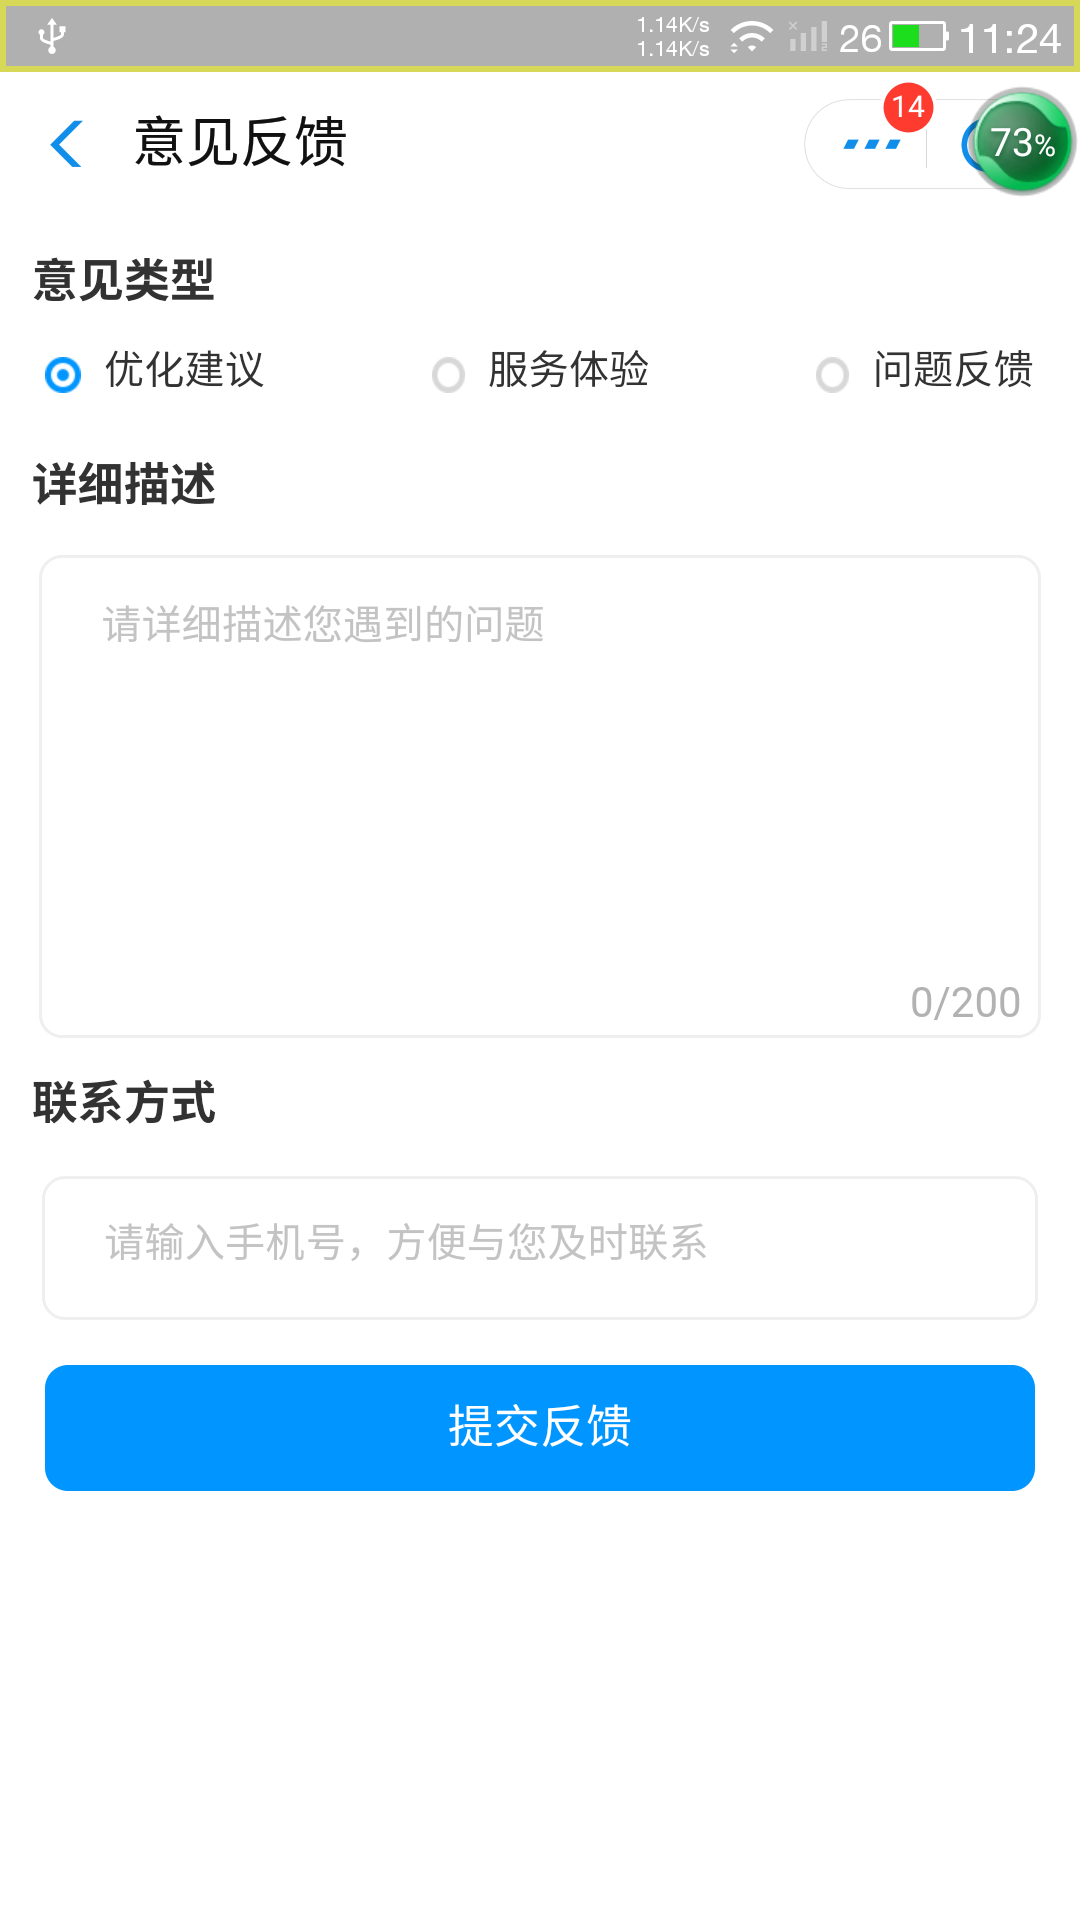 1.14K/s
1.14K/s
26
11:24
意见反馈
14
73%
意见类型
优化建议
服务体验
问题反馈
详细描述
请详细描述您遇到的问题
0/200
联系方式
请输入手机号，方便与您及时联系
提交反馈